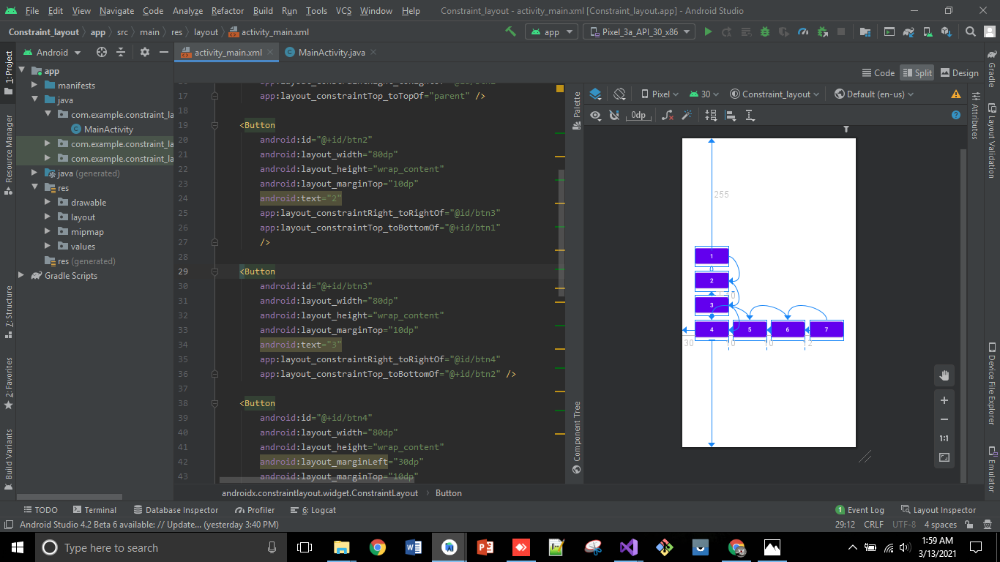 File Edit View Navigate Code Analyze Refactor Build Run Tools VCS Window Help Constraint_layout - activity_main.xml [Constraint_layout.app] - Android Studio
Constraint_layout app src main res layout activity_main.xml app Pixel_3a_API_30_x86
Android activity_main.xml MainActivity.java
Code Split Design
1: Project
Resource Manager
7: Structure
2: Favorites
Build Variants
app
manifests
java
com.example.constraint_la
MainActivity
com.example.constraint_la
com.example.constraint_la
java (generated)
res
drawable
layout
mipmap
values
res (generated)
Gradle Scripts
17 app:layout_constraintTop_toTopOf="parent" />
18
19 <Button
20 android:id="@+id/btn2"
21 android:layout_width="80dp"
22 android:layout_height="wrap_content"
23 android:layout_marginTop="10dp"
24 android:text="2"
25 app:layout_constraintRight_toRightOf="@id/btn3"
26 app:layout_constraintTop_toBottomOf="@+id/btn1"
27 />
28
29 <Button
30 android:id="@+id/btn3"
31 android:layout_width="80dp"
32 android:layout_height="wrap_content"
33 android:layout_marginTop="10dp"
34 android:text="3"
35 app:layout_constraintRight_toRightOf="@id/btn4"
36 app:layout_constraintTop_toBottomOf="@+id/btn2" />
37
38 <Button
39 android:id="@+id/btn4"
40 android:layout_width="80dp"
41 android:layout_height="wrap_content"
42 android:layout_marginLeft="30dp"
43 android:layout_marginTop="10dp"
androidx.constraintlayout.widget.ConstraintLayout Button
Palette
Component Tree
Pixel 30 Constraint_layout Default (en-us)
0dp
255
1
2
3
4 5 6 7
30
1:1
Attributes
Gradle
Layout Validation
Device File Explorer
Emulator
TODO Terminal Database Inspector Profiler 6: Logcat 1 Event Log Layout Inspector
Android Studio 4.2 Beta 6 available: // Update... (yesterday 3:40 PM) 29:12 CRLF UTF-8 4 spaces
Type here to search
1:59 AM
3/13/2021